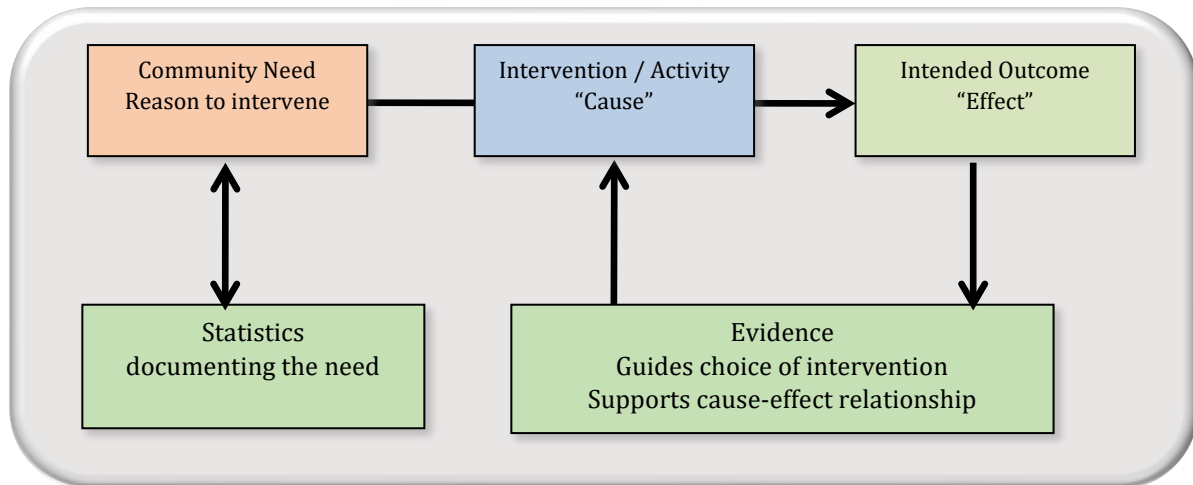 Community Need
Reason to intervene
Intervention / Activity
“Cause”
Intended Outcome
“Effect”
Statistics
documenting the need
Evidence
Guides choice of intervention
Supports cause-effect relationship